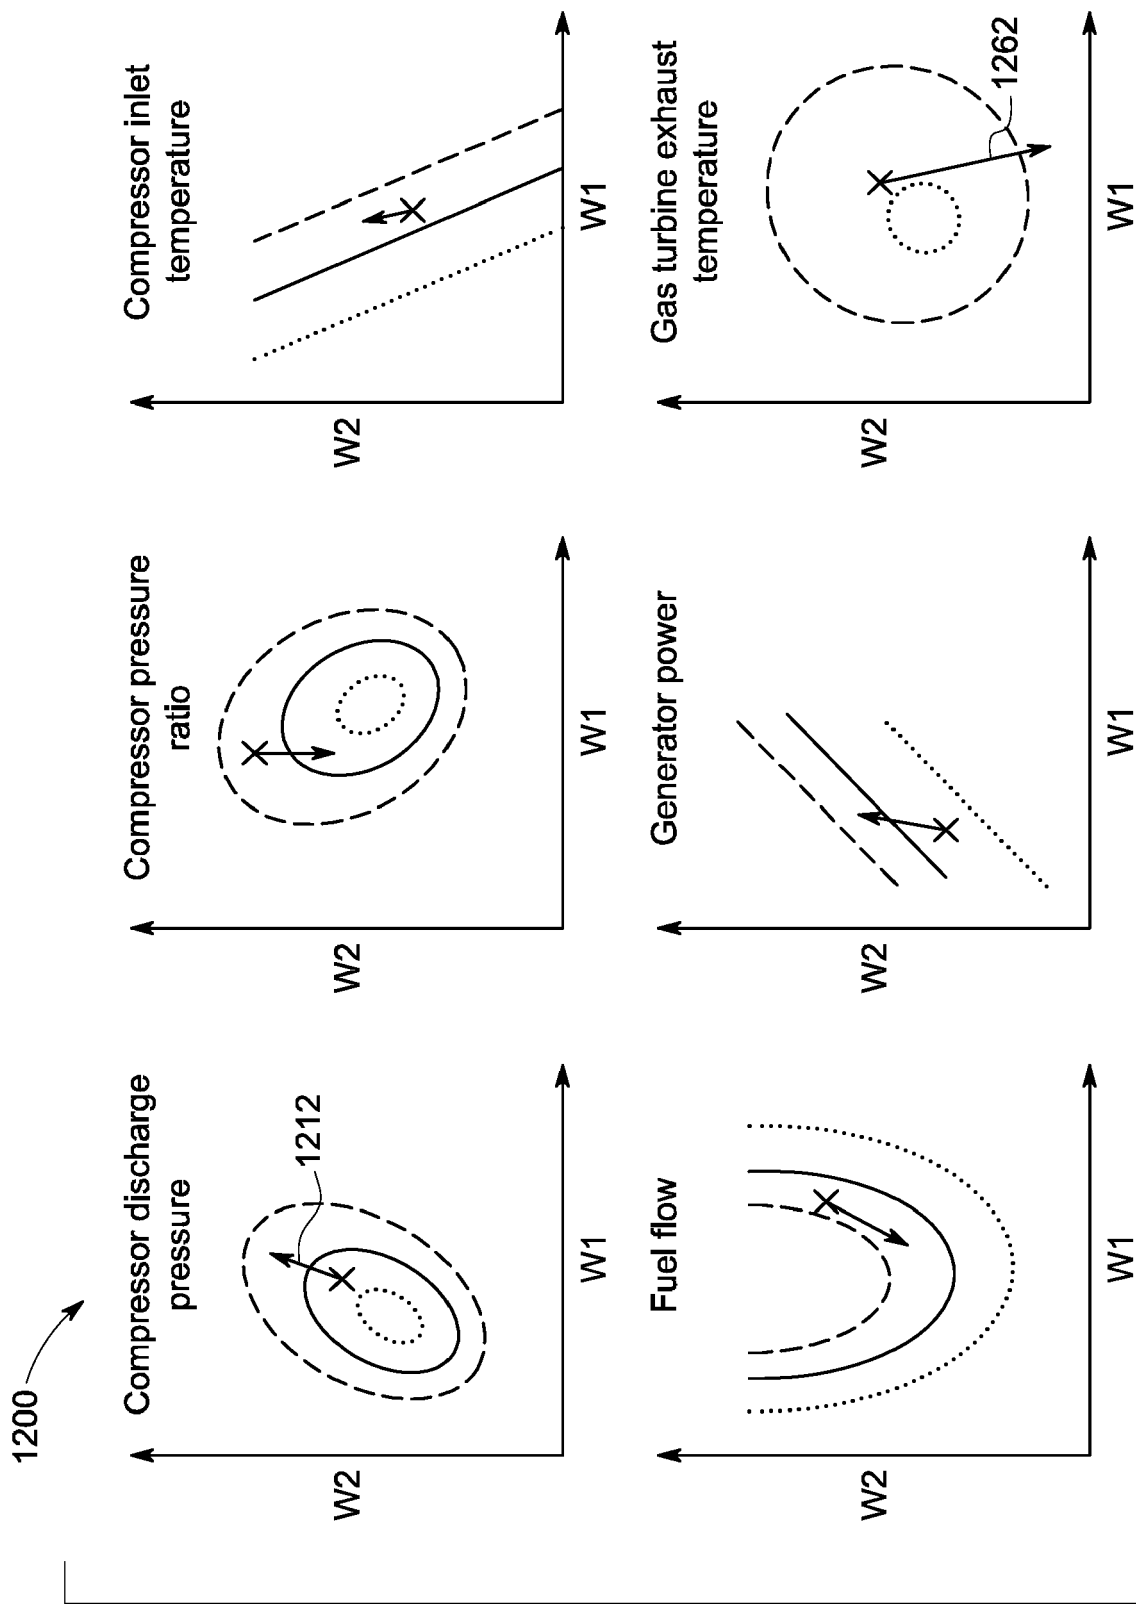 1200
Compressor discharge
pressure
1212
W2
W1
Compressor pressure
ratio
W2
W1
Compressor inlet
temperature
W2
W1
Fuel flow
W2
W1
Generator power
W2
W1
Gas turbine exhaust
temperature
1262
W2
W1